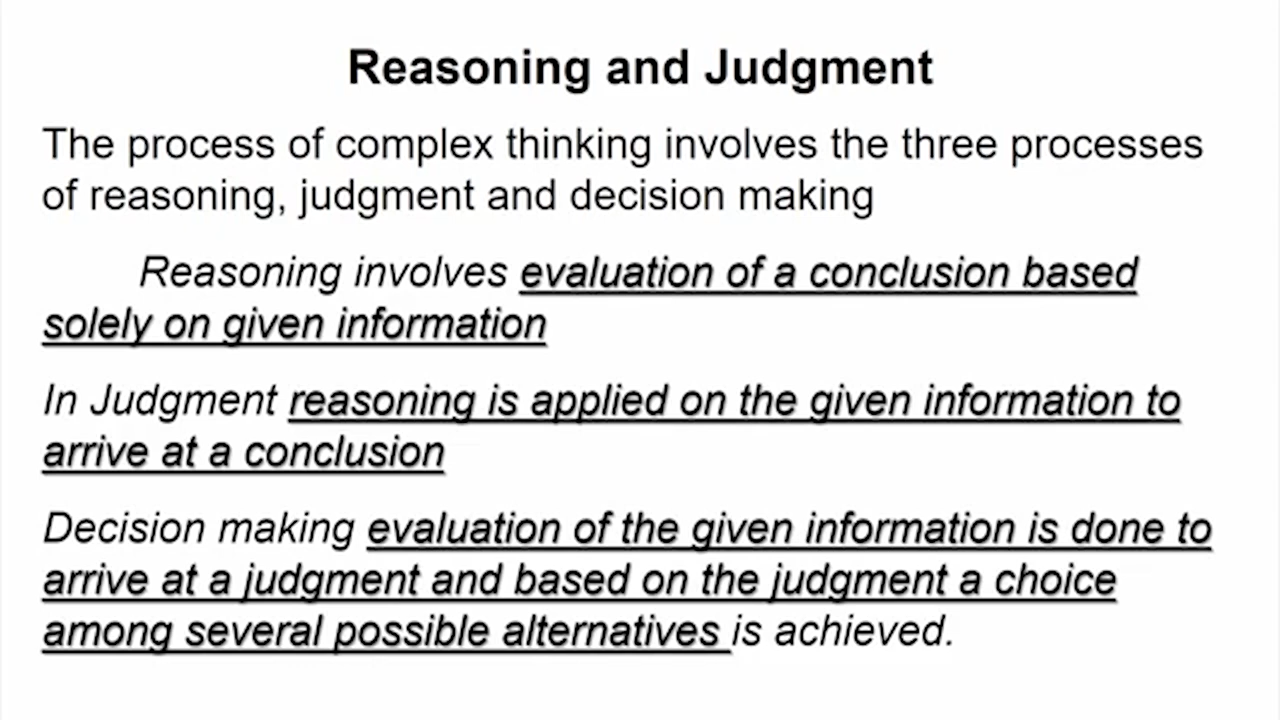 Reasoning and Judgment
The process of complex thinking involves the three processes
of reasoning, judgment and decision making
Reasoning involves evaluation of a conclusion based
solely on given information
In Judgment reasoning is applied on the given information to
arrive at a conclusion
Decision making evaluation of the given information is done to
arrive at a judgment and based on the judgment a choice
among several possible alternatives is achieved.